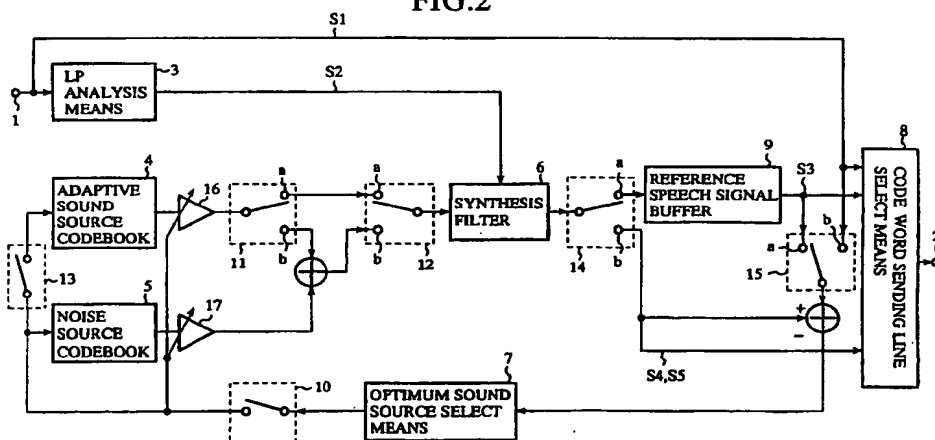 FIG.2
S1
LP
ANALYSIS
MEANS
3
S2
1
8
CODE WORD SENDING LINE
SELECT MEANS
4
ADAPTIVE
SOUND
SOURCE
CODEBOOK
16
a
b
11
a
b
12
6
SYNTHESIS
FILTER
a
b
14
9
REFERENCE
SPEECH SIGNAL
BUFFER
S3
a
b
15
+
−
13
5
NOISE
SOURCE
CODEBOOK
17
S4,S5
10
7
OPTIMUM SOUND
SOURCE SELECT
MEANS